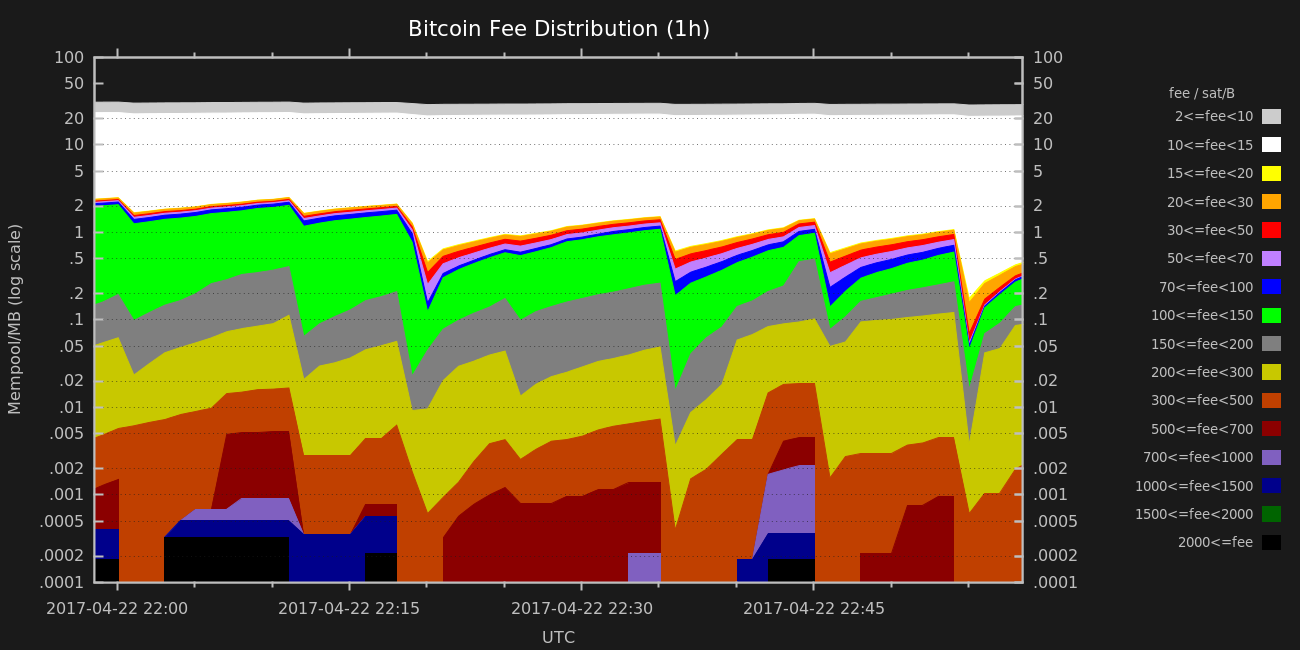 Bitcoin Fee Distribution (1h)
Mempool/MB (log scale)
100
50
20
10
5
2
1
.5
.2
.1
.05
.02
.01
.005
.002
.001
.0005
.0002
.0001
100
50
20
10
5
2
1
.5
.2
.1
.05
.02
.01
.005
.002
.001
.0005
.0002
.0001
fee / sat/B
2<=fee<10
10<=fee<15
15<=fee<20
20<=fee<30
30<=fee<50
50<=fee<70
70<=fee<100
100<=fee<150
150<=fee<200
200<=fee<300
300<=fee<500
500<=fee<700
700<=fee<1000
1000<=fee<1500
1500<=fee<2000
2000<=fee
2017-04-22 22:00 2017-04-22 22:15 2017-04-22 22:30 2017-04-22 22:45
UTC